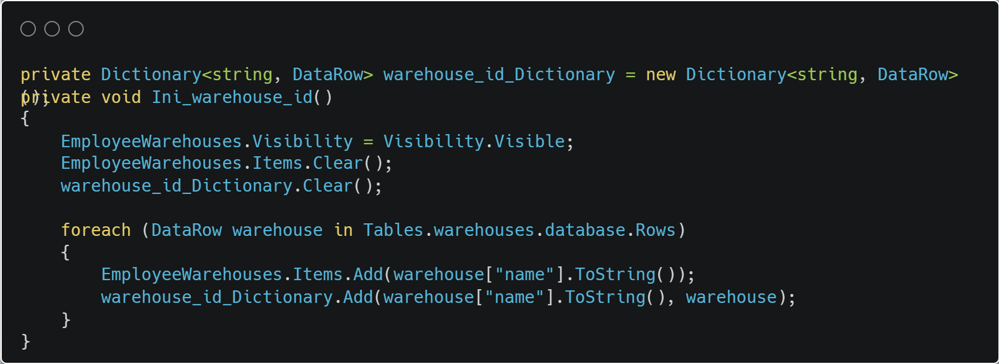 private Dictionary<string, DataRow> warehouse_id_Dictionary = new Dictionary<string, DataRow>
();
private void Ini_warehouse_id()
{
    EmployeeWarehouses.Visibility = Visibility.Visible;
    EmployeeWarehouses.Items.Clear();
    warehouse_id_Dictionary.Clear();

    foreach (DataRow warehouse in Tables.warehouses.database.Rows)
    {
        EmployeeWarehouses.Items.Add(warehouse["name"].ToString());
        warehouse_id_Dictionary.Add(warehouse["name"].ToString(), warehouse);
    }
}